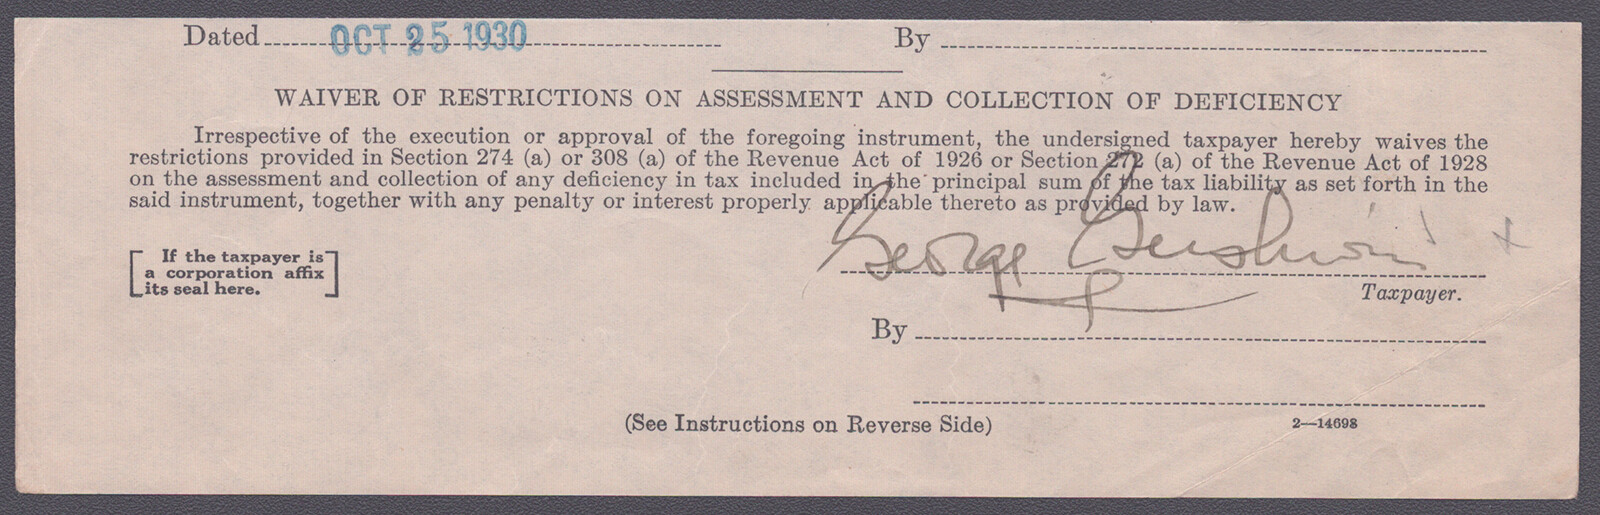 Dated OCT 25 1930 By
WAIVER OF RESTRICTIONS ON ASSESSMENT AND COLLECTION OF DEFICIENCY
Irrespective of the execution or approval of the foregoing instrument, the undersigned taxpayer hereby waives the
restrictions provided in Section 274 (a) or 308 (a) of the Revenue Act of 1926 or Section 272 (a) of the Revenue Act of 1928
on the assessment and collection of any deficiency in tax included in the principal sum of the tax liability as set forth in the
said instrument, together with any penalty or interest properly applicable thereto as provided by law.
If the taxpayer is
a corporation affix
its seal here.
George Gershwin
Taxpayer.
By
(See Instructions on Reverse Side) 2—14698